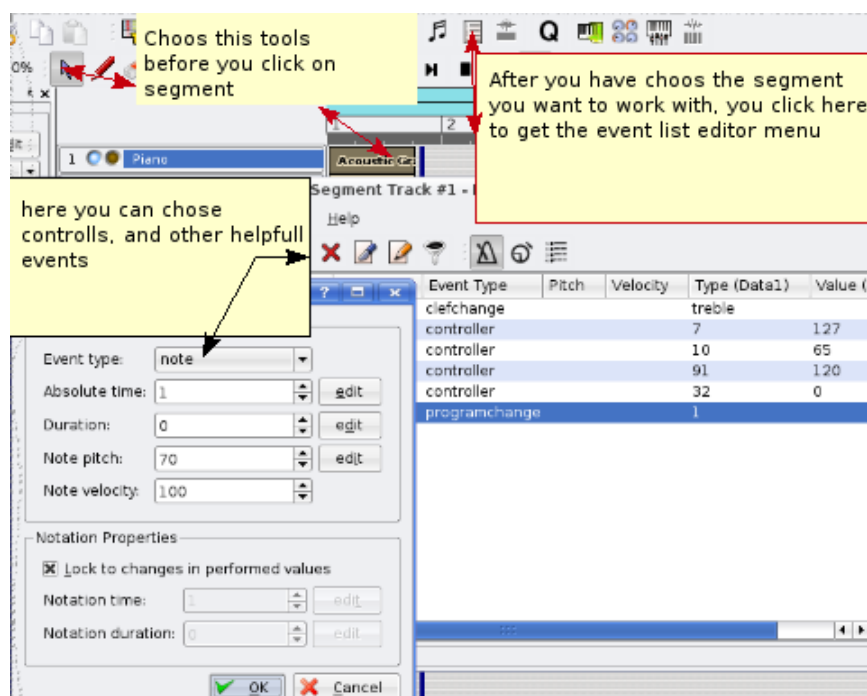 Choos this tools
before you click on
segment
0%
After you have choos the segment
you want to work with, you click here
to get the event list editor menu
1 2
1 Piano
Acoustic Gr
here you can chose
controlls, and other helpfull
events
Segment Track #1 -
Help
Event Type Pitch Velocity Type (Data1) Value (
clefchange treble
controller 7 127
controller 10 65
controller 91 120
controller 32 0
programchange 1
Event type: note
Absolute time: 1 edit
Duration: 0 edit
Note pitch: 70 edit
Note velocity: 100
Notation Properties
Lock to changes in performed values
Notation time: 1 edit
Notation duration: 0 edit
OK Cancel